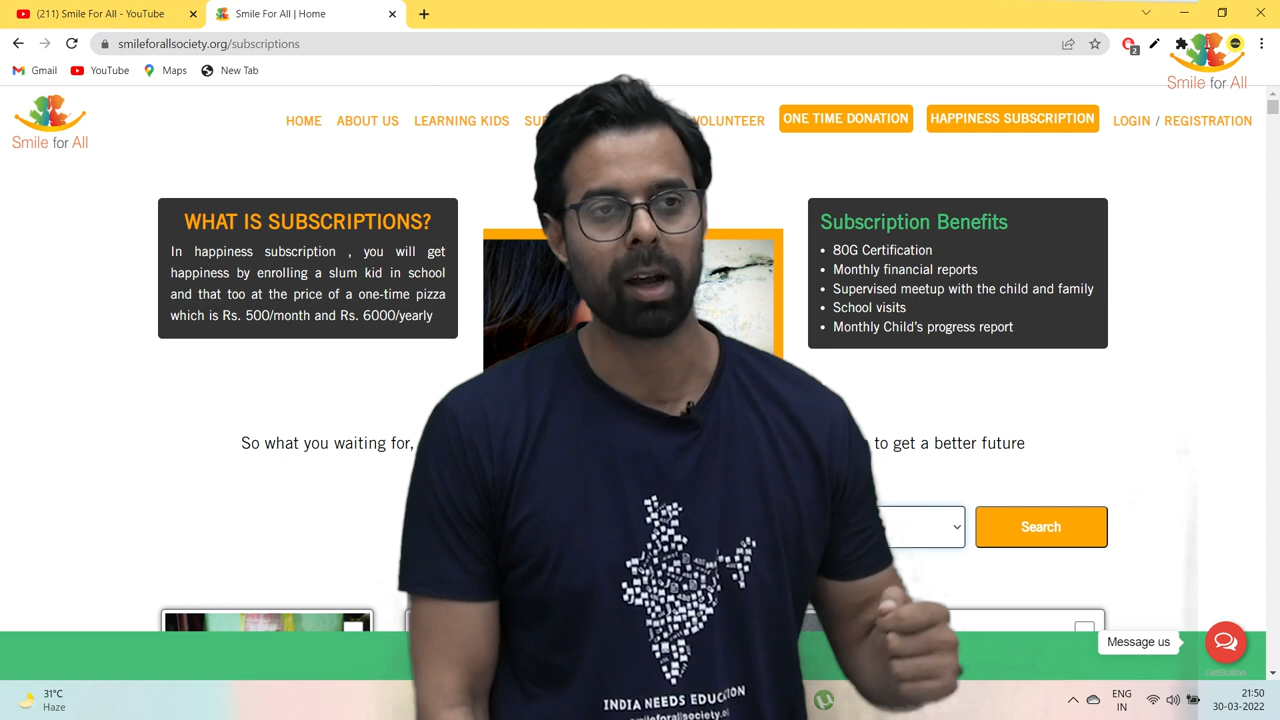 (211) Smile For All - YouTube
Smile For All | Home
smileforallsociety.org/subscriptions
2
Gmail
YouTube
Maps
New Tab
Smile for All
Smile for All
HOME
ABOUT US
LEARNING KIDS
VOLUNTEER
ONE TIME DONATION
HAPPINESS SUBSCRIPTION
LOGIN / REGISTRATION
WHAT IS SUBSCRIPTIONS?
In happiness subscription , you will get
happiness by enrolling a slum kid in school
and that too at the price of a one-time pizza
which is Rs. 500/month and Rs. 6000/yearly
Subscription Benefits
• 80G Certification
• Monthly financial reports
• Supervised meetup with the child and family
• School visits
• Monthly Child's progress report
So what you waiting for, to get a better future
Search
INDIA NEEDS EDUCATION
Message us
GetButton
31°C
Haze
ENG
IN
21:50
30-03-2022